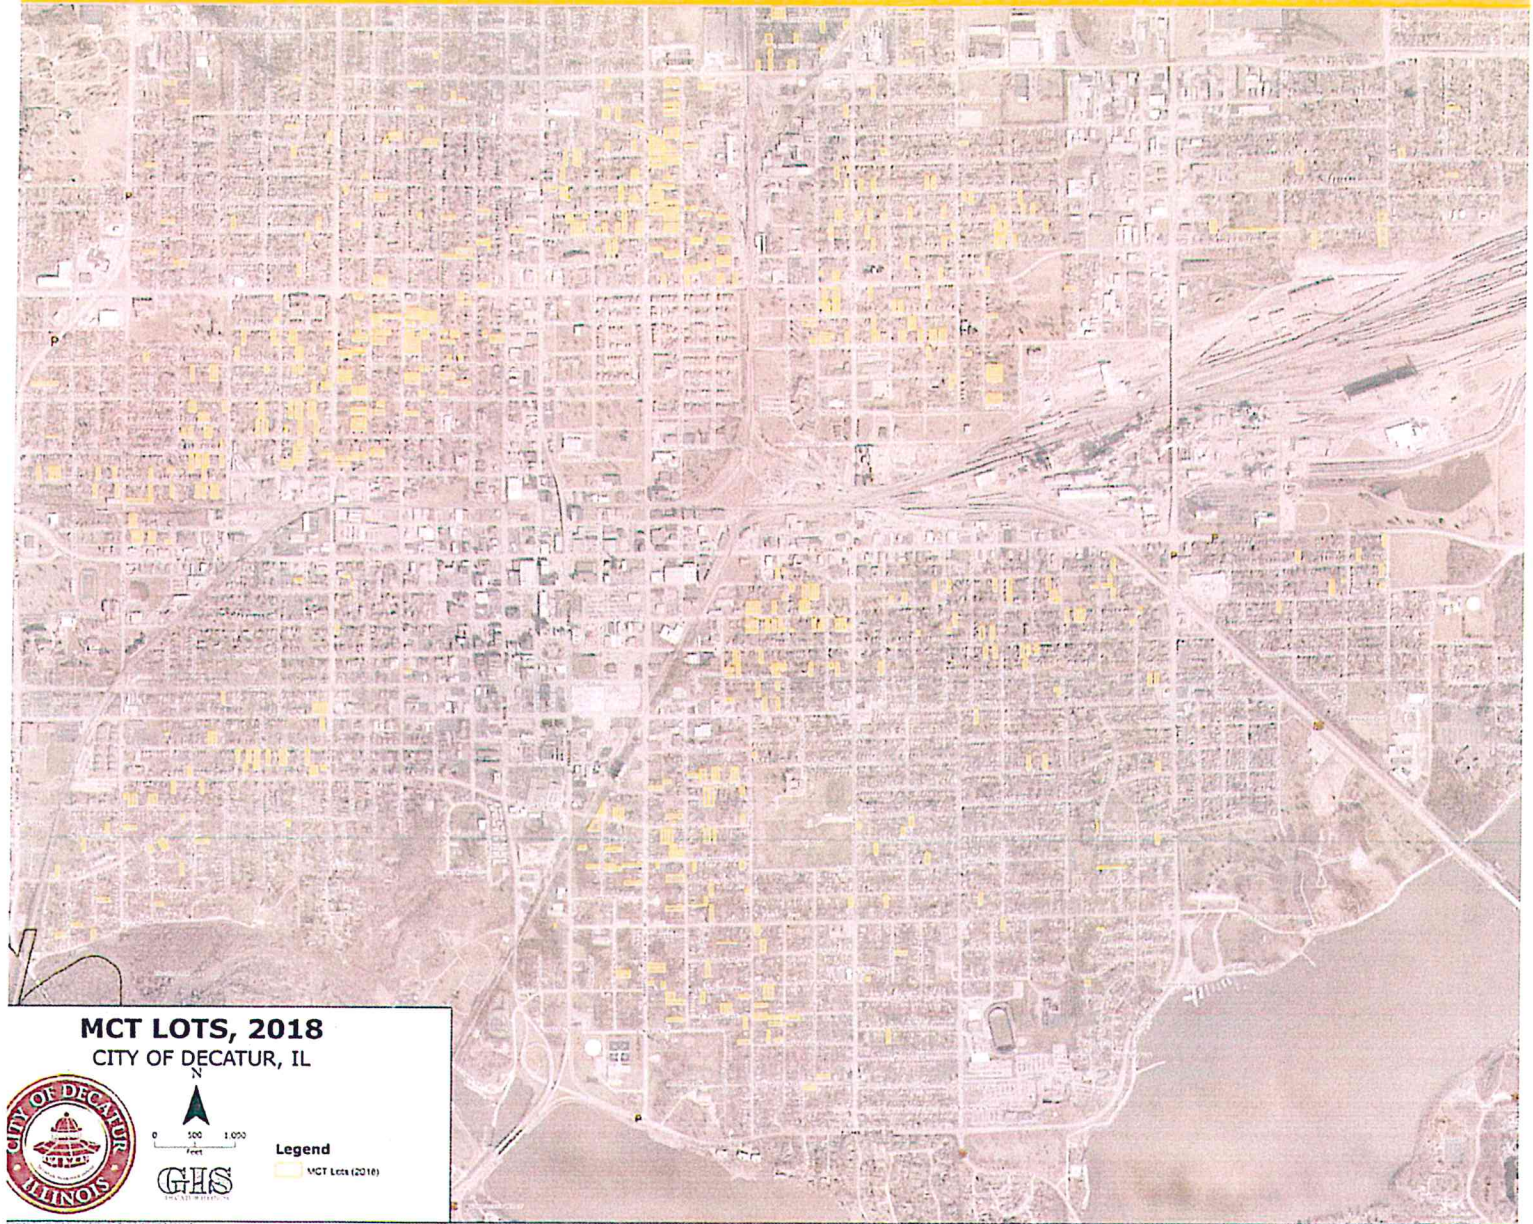 MCT LOTS, 2018
CITY OF DECATUR, IL
N
0 500 1,000
Feet
CITY OF DECATUR
ILLINOIS
GIS
Legend
MCT Lots (2018)
P
P